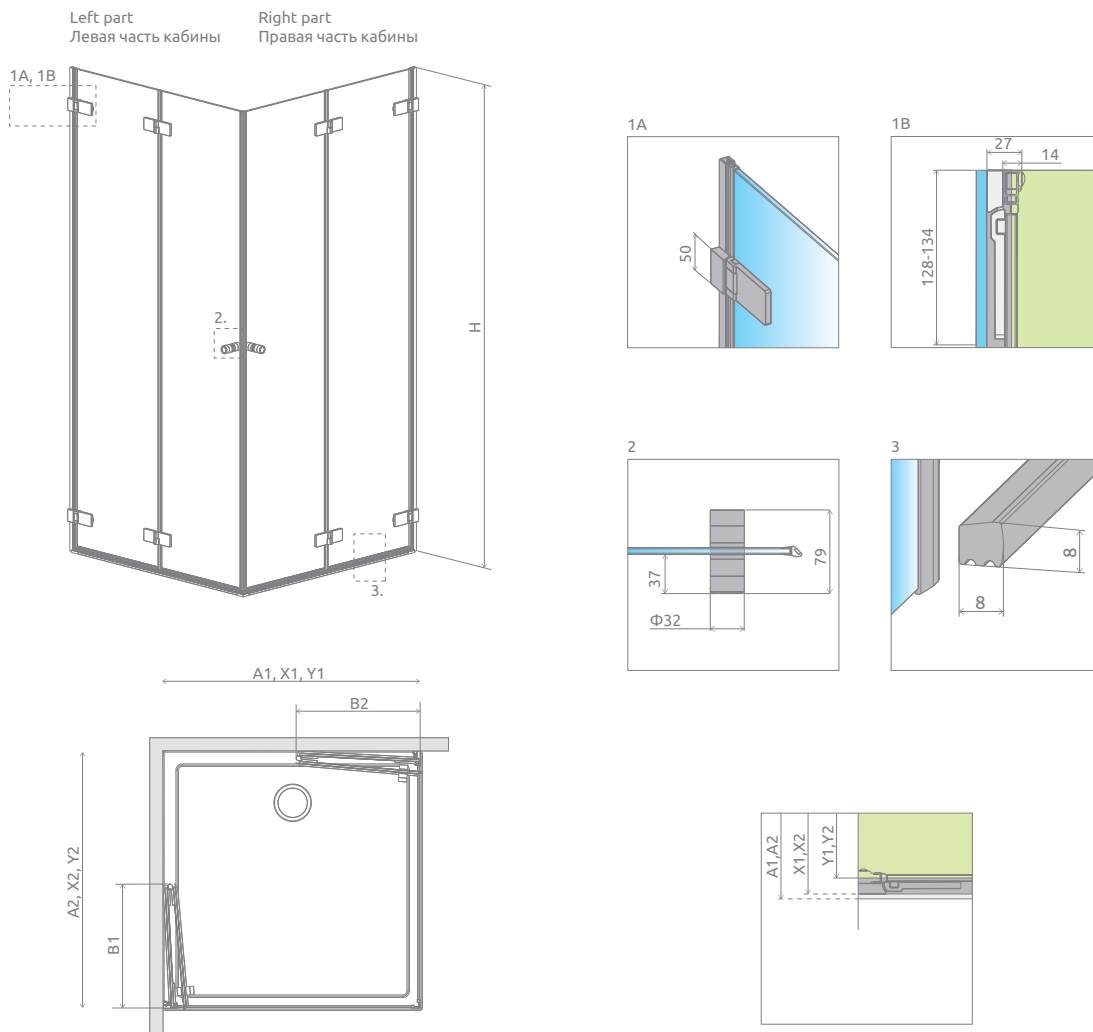 Left part
Левая часть кабины
Right part
Правая часть кабины
1A, 1B
2.
H
3.
1A
50
1B
27
14
128-134
2
37
79
Φ32
3
8
8
A1, X1, Y1
B2
A2, X2, Y2
B1
A1,A2
X1,X2
Y1,Y2